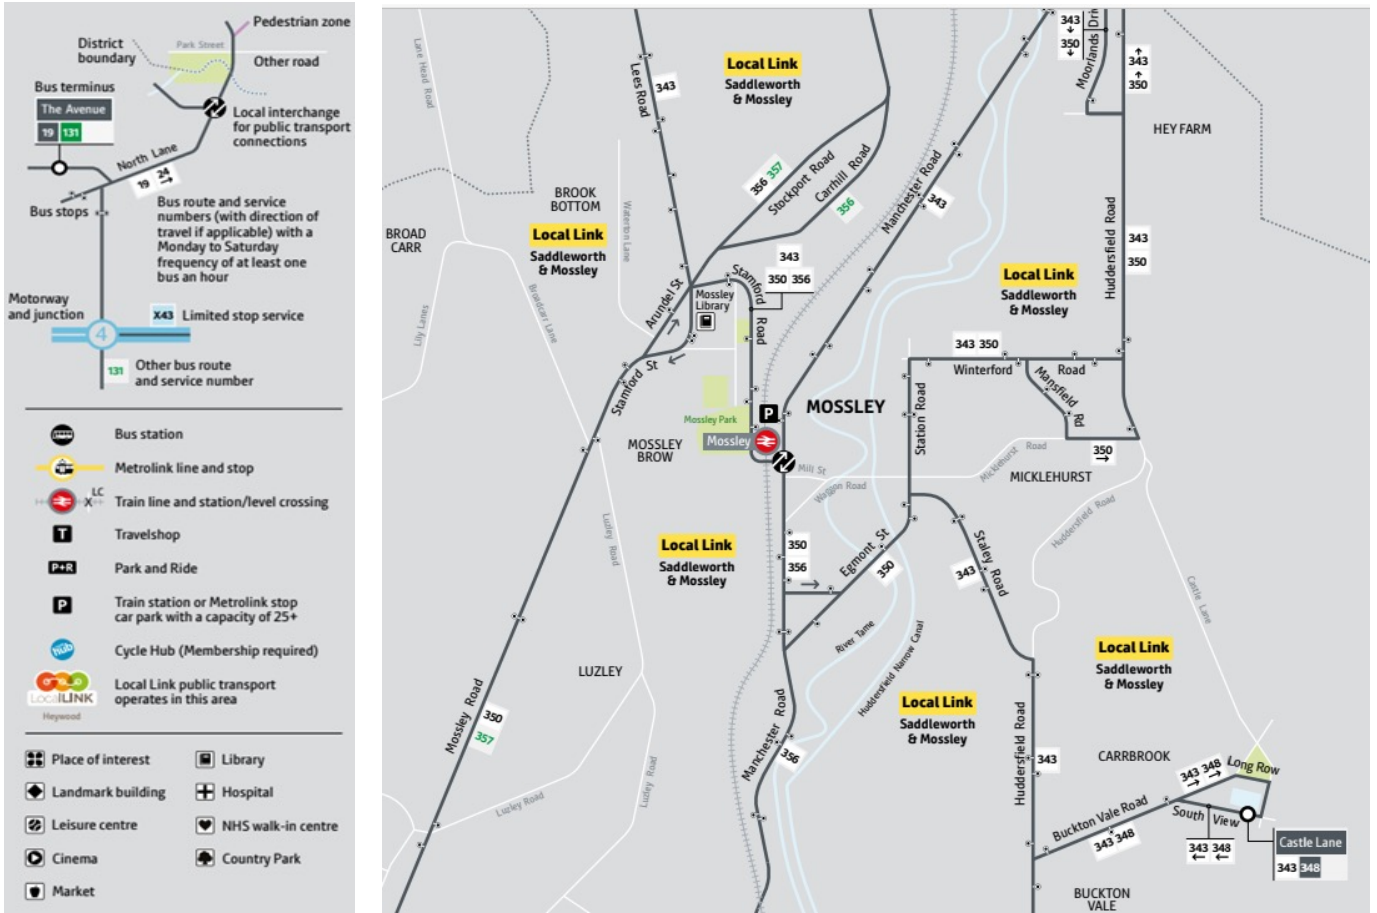 Pedestrian zone
District
boundary
Park Street
Other road
Bus terminus
The Avenue
19 131
Local interchange
for public transport
connections
North Lane
19 24
→
Bus stops
Bus route and service
numbers (with direction of
travel if applicable) with a
Monday to Saturday
frequency of at least one
bus an hour
Motorway
and junction
4
X43 Limited stop service
131 Other bus route
and service number
Bus station
Metrolink line and stop
LC
X
Train line and station/level crossing
T Travelshop
P+R Park and Ride
P Train station or Metrolink stop
car park with a capacity of 25+
hub Cycle Hub (Membership required)
LocalLINK
Heywood
Local Link public transport
operates in this area
Place of interest
Library
Landmark building
Hospital
Leisure centre
NHS walk-in centre
Cinema
Country Park
Market
Lane Head Road
Lees Road
343
Local Link
Saddleworth
& Mossley
343
↓
350
↓
Moorlands Dri
↑
343
↑
350
HEY FARM
356 357
Stockport Road
Carrhill Road
356
Manchester Road
343
BROOK
BOTTOM
Waterton Lane
BROAD
CARR
Local Link
Saddleworth
& Mossley
Huddersfield Road
343
350
343
350 356
Local Link
Saddleworth
& Mossley
Stamford
Road
Mossley
Library
Arundel St
→
←
Stamford St
Lily Lanes
Broadcarr Lane
343 350
Winterford Road
Mansfield Rd
Station Road
P
MOSSLEY
Mossley Park
Mossley
MOSSLEY
BROW
Mill St
Waggon Road
Micklehurst Road
350
→
MICKLEHURST
Huddersfield Road
Luzley Road
Local Link
Saddleworth
& Mossley
350
356
→
Egmont St
350
Staley Road
343
Castle Lane
River Tame
Huddersfield Narrow Canal
LUZLEY
Local Link
Saddleworth
& Mossley
Local Link
Saddleworth
& Mossley
Mossley Road
350
357
Manchester Road
356
Huddersfield Road
343
CARRBROOK
343 348
→ →
Long Row
Luzley Road
Luzley Road
Buckton Vale Road
343 348
South View
343 348
← ←
Castle Lane
343 348
BUCKTON
VALE